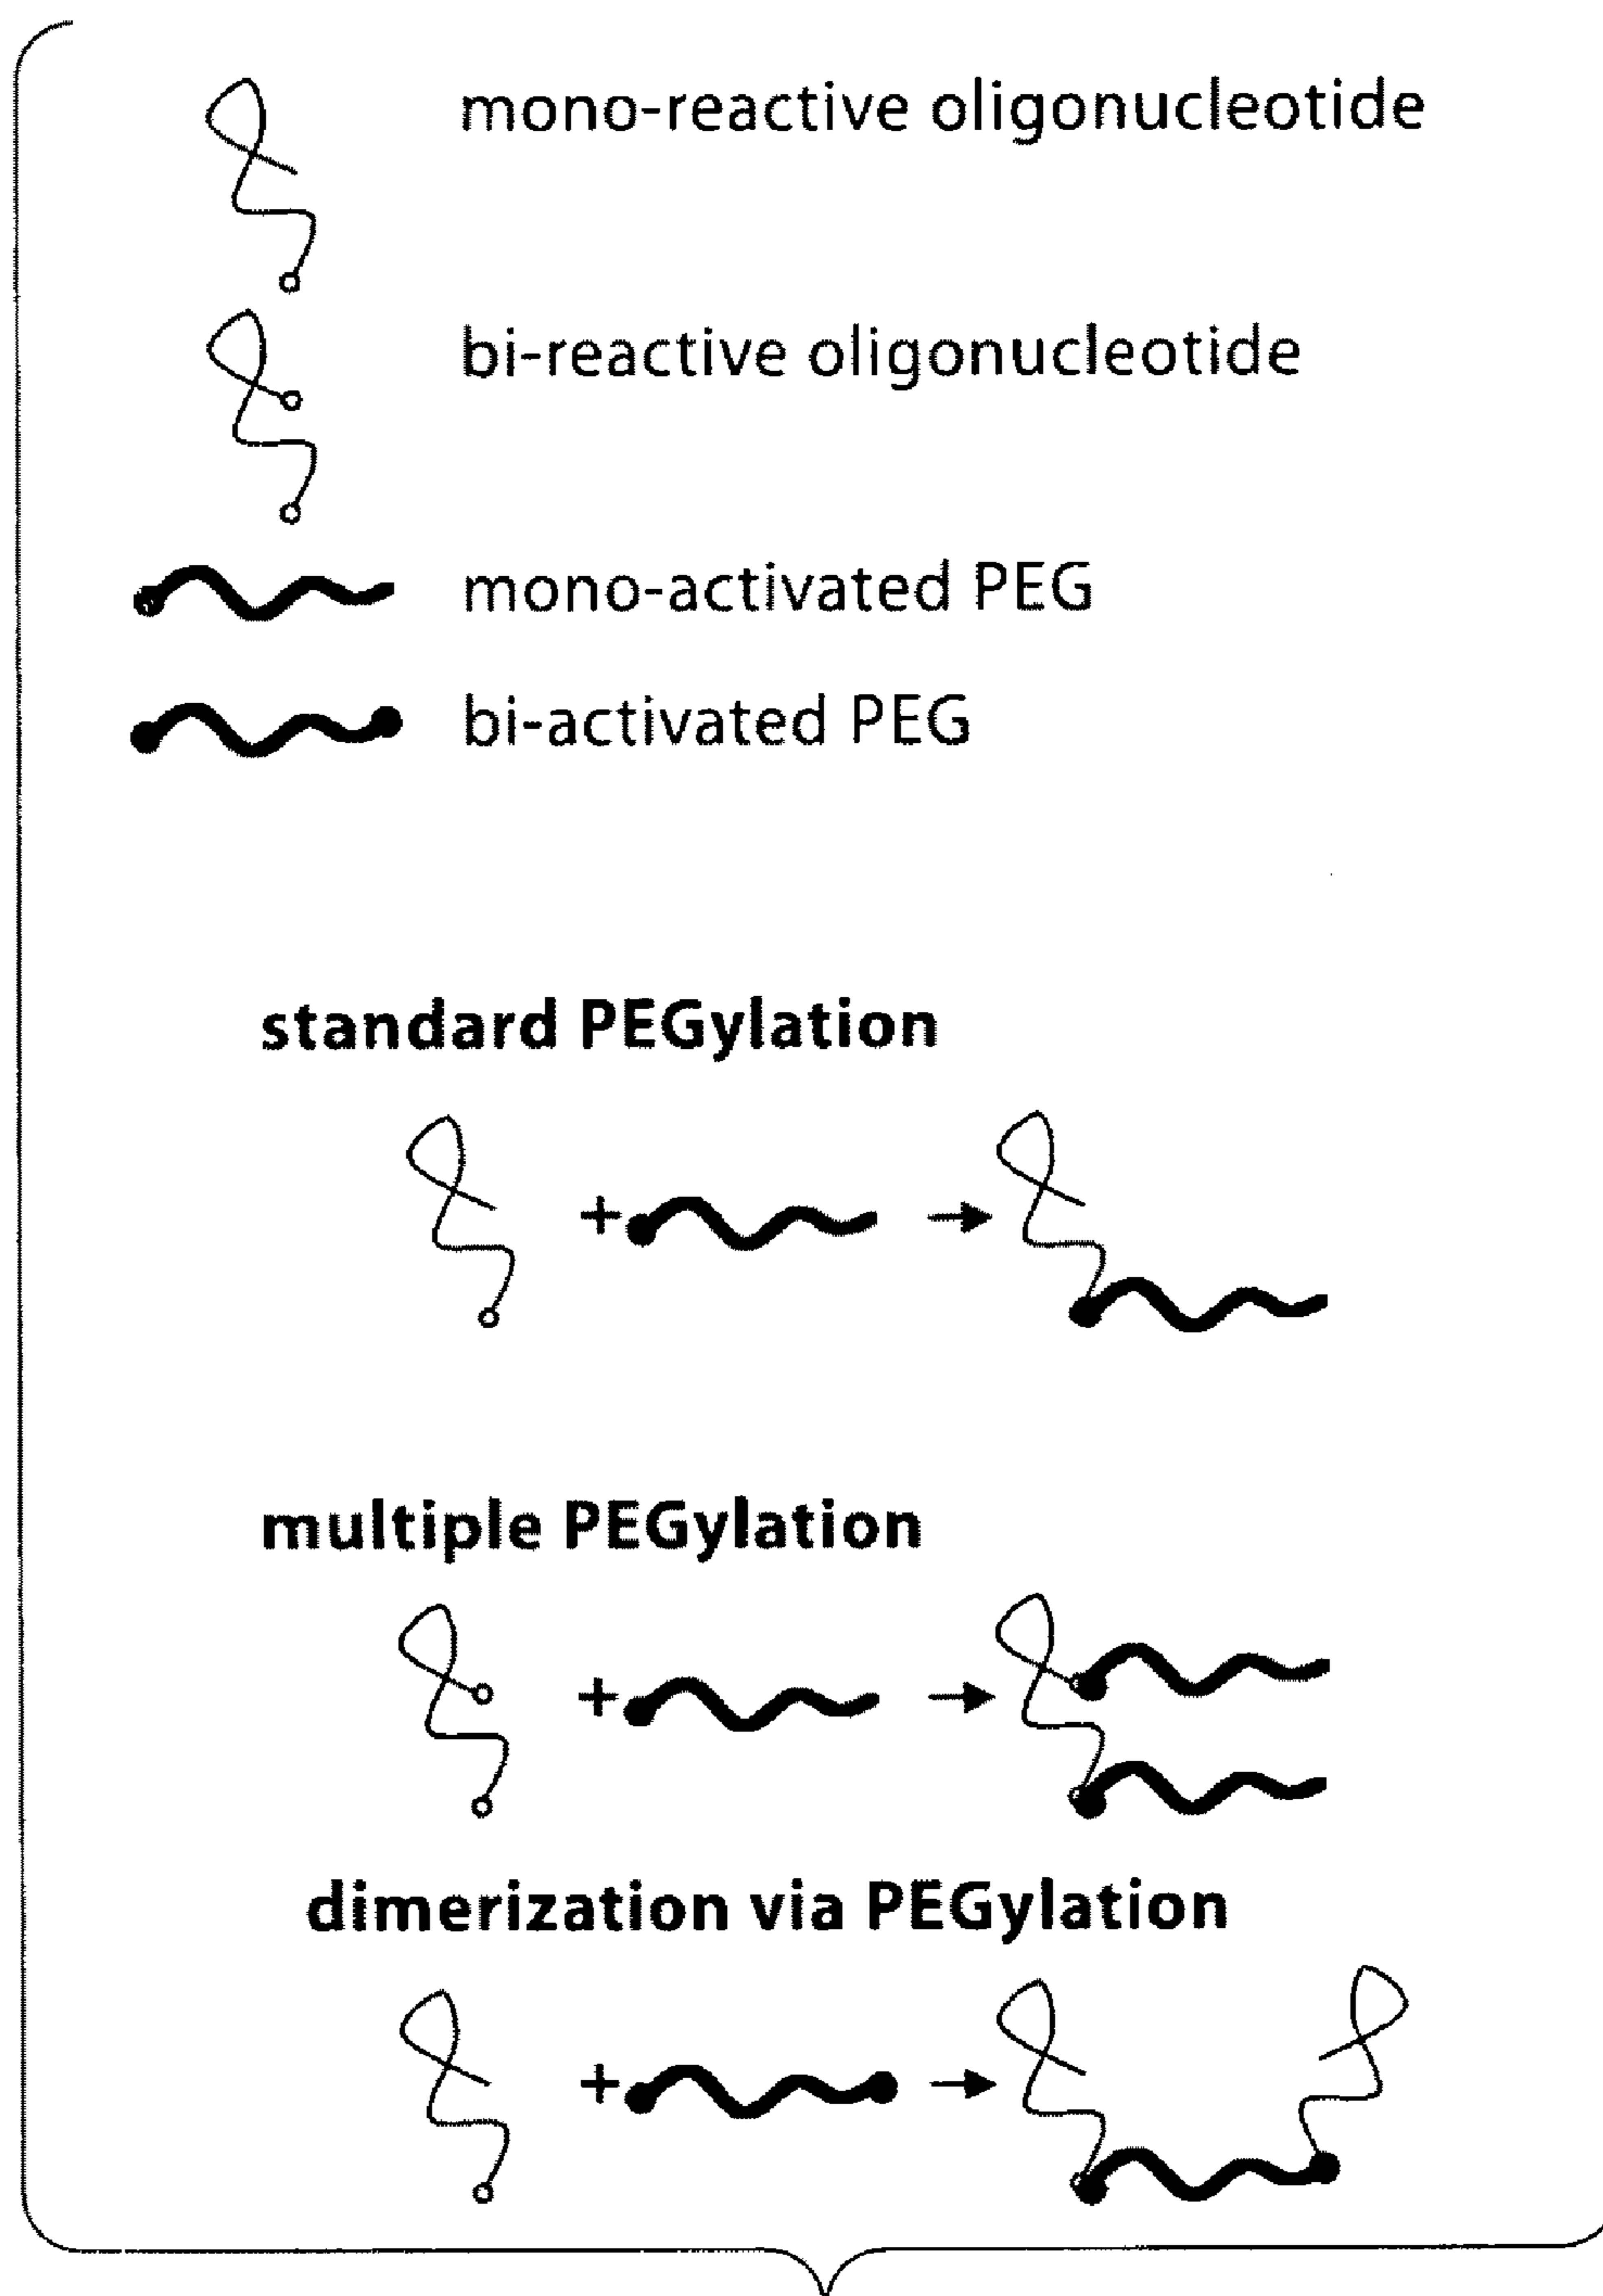 mono-reactive oligonucleotide
bi-reactive oligonucleotide
mono-activated PEG
bi-activated PEG
standard PEGylation
+
multiple PEGylation
+
dimerization via PEGylation
+